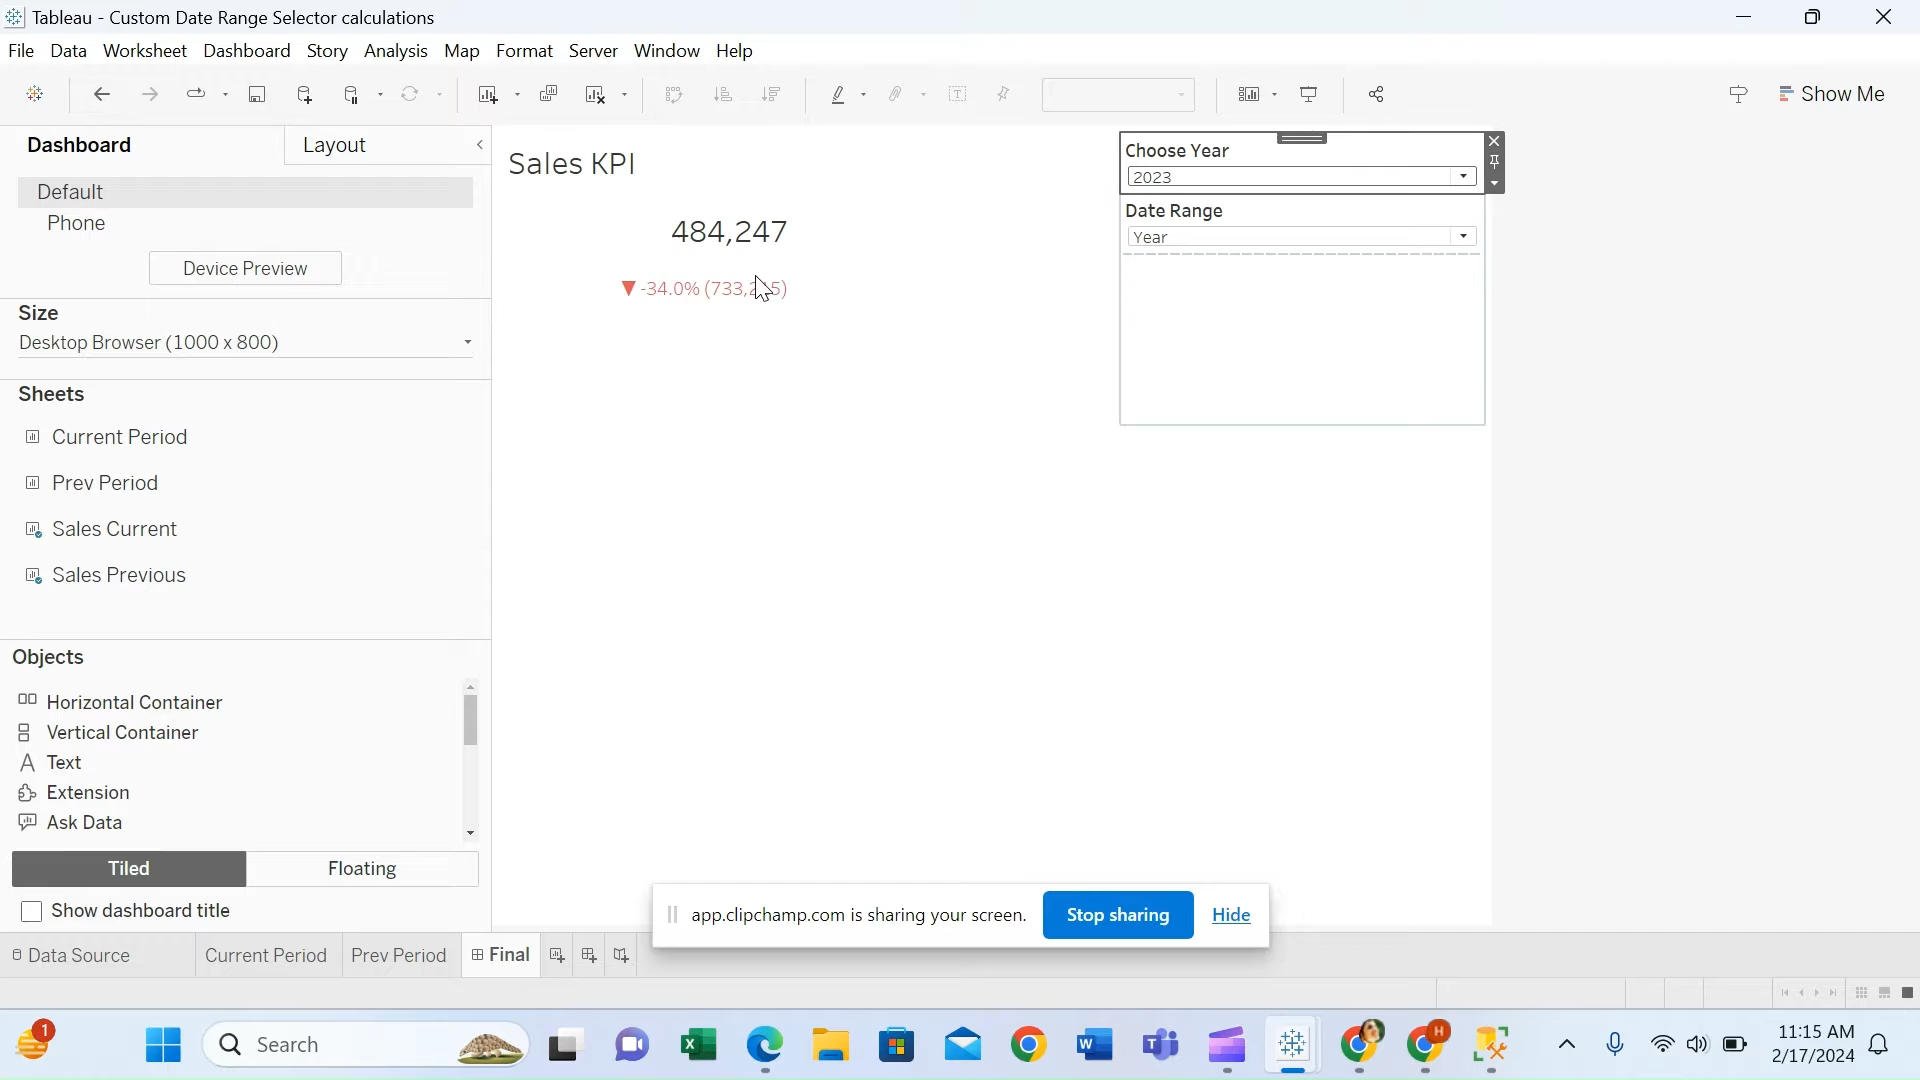 Tableau - Custom Date Range Selector calculations
File Data Worksheet Dashboard Story Analysis Map Format Server Window Help
Show Me
Dashboard
Layout
Default
Phone
Device Preview
Size
Desktop Browser (1000 x 800)
Sheets
Current Period
Prev Period
Sales Current
Sales Previous
Objects
Horizontal Container
Vertical Container
Text
Extension
Ask Data
Tiled
Floating
Show dashboard title
Sales KPI
484,247
▼ -34.0%
Choose Year
2023
Date Range
Year
app.clipchamp.com is sharing your screen.
Stop sharing
Hide
Data Source
Current Period
Prev Period
Final
1
Search
H
11:15 AM
2/17/2024